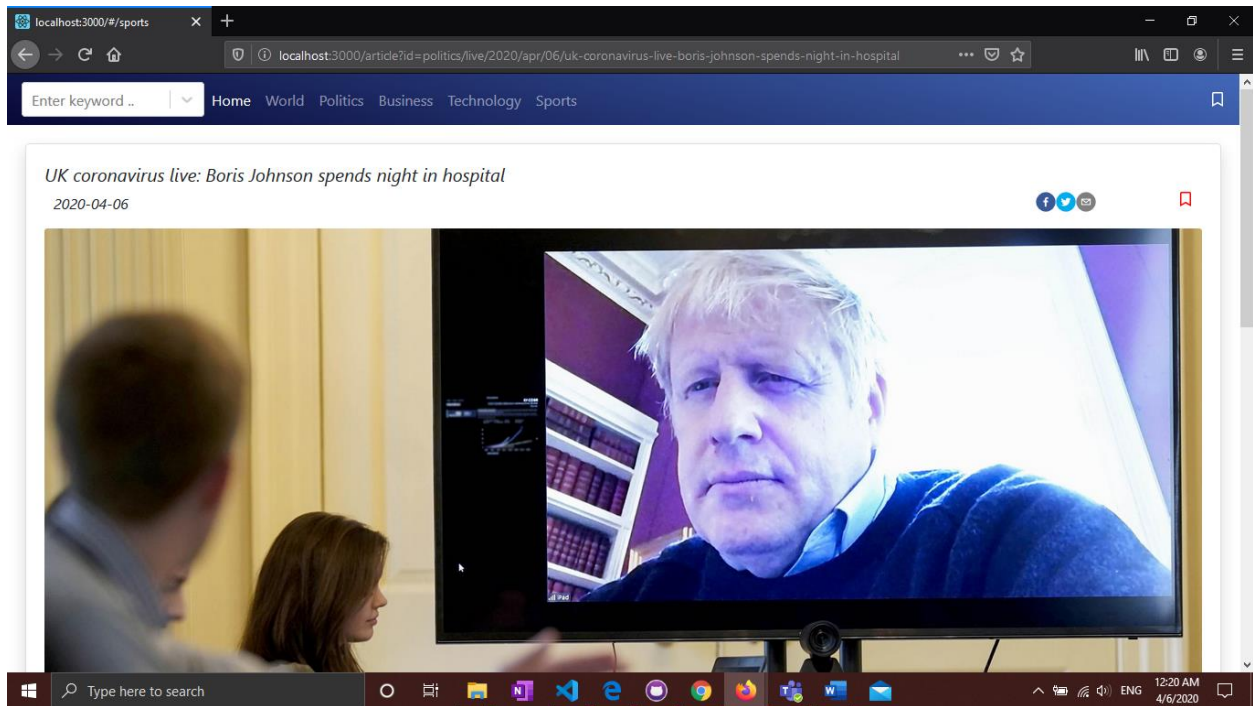 localhost:3000/#/sports
localhost:3000/article?id=politics/live/2020/apr/06/uk-coronavirus-live-boris-johnson-spends-night-in-hospital
Enter keyword .. Home World Politics Business Technology Sports
UK coronavirus live: Boris Johnson spends night in hospital
2020-04-06
iPad
Type here to search
ENG
12:20 AM
4/6/2020